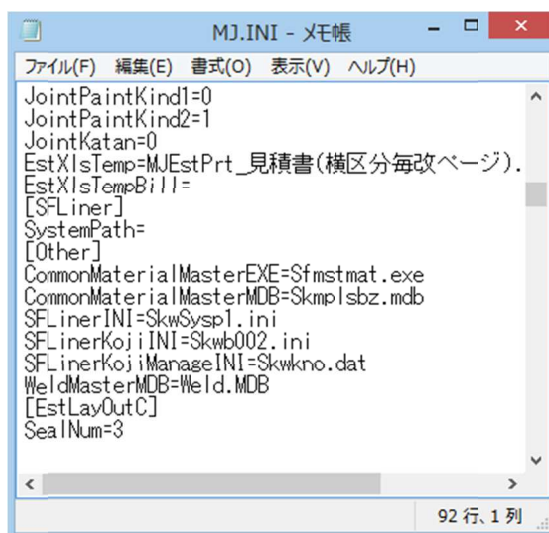 MJ.INI - メモ帳
ファイル(F) 編集(E) 書式(O) 表示(V) ヘルプ(H)
JointPaintKind1=0
JointPaintKind2=1
JointKatan=0
EstXlsTemp=MJEstPrt_見積書(横区分毎改ページ).
EstXlsTempBill=
[SFLiner]
SystemPath=
[Other]
CommonMaterialMasterEXE=Sfmstmat.exe
CommonMaterialMasterMDB=Skmplsbz.mdb
SFLinerINI=SkwSysp1.ini
SFLinerKojiINI=Skwb002.ini
SFLinerKojiManageINI=Skwkno.dat
WeldMasterMDB=Weld.MDB
[EstLayOutC]
SealNum=3
92 行、1 列